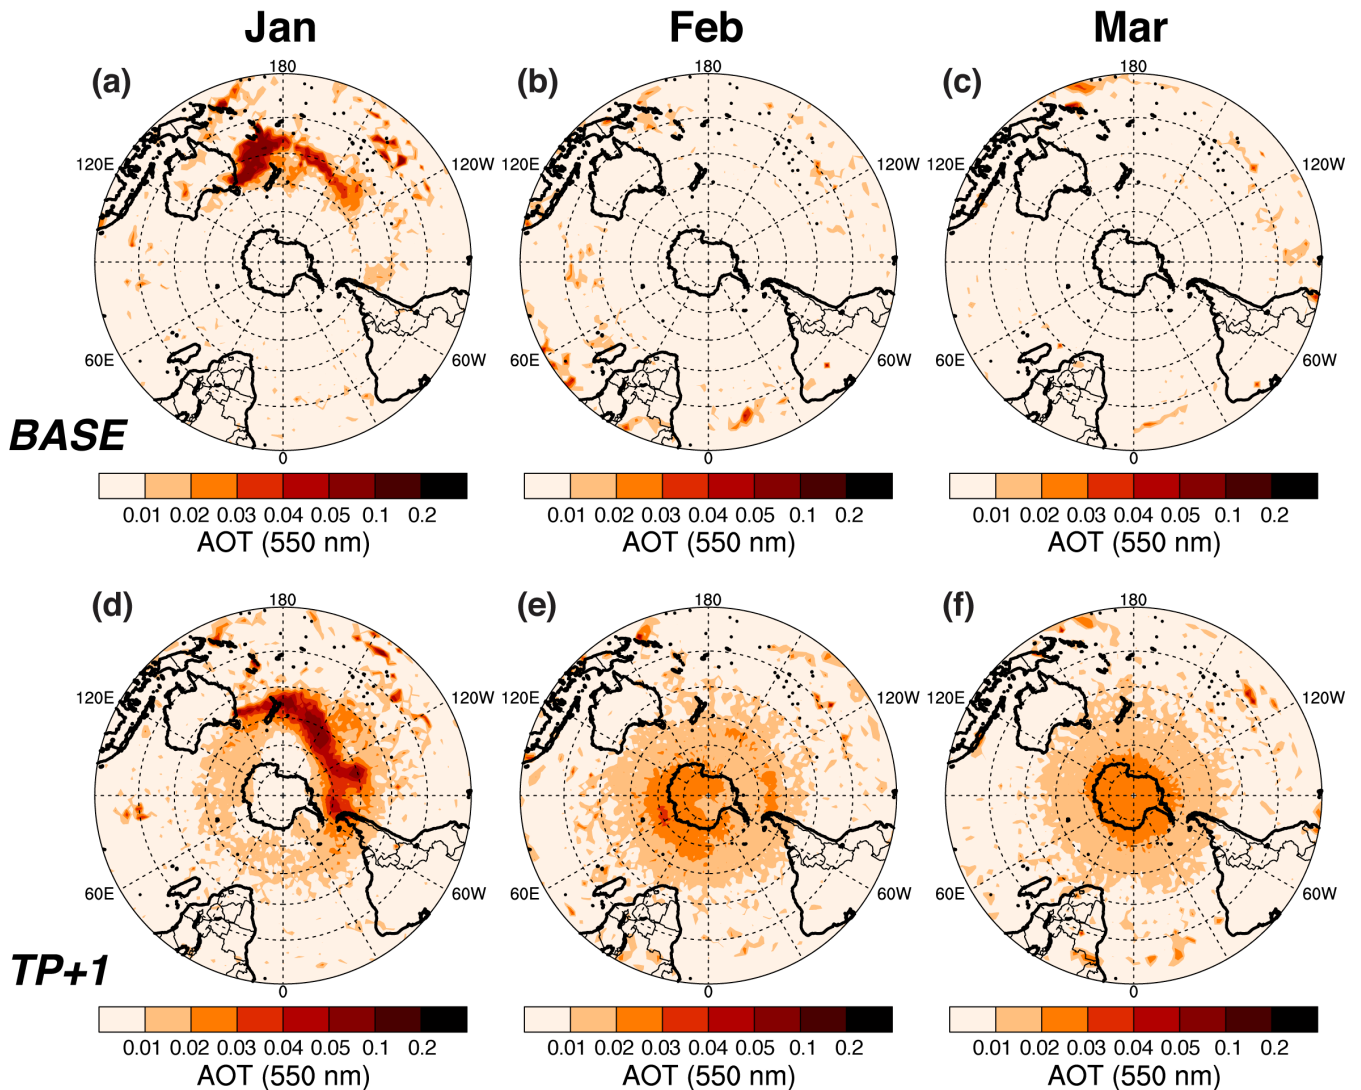 Jan Feb Mar
(a) (b) (c)
180 180 180
120E 120W 120E 120W 120E 120W
60E 60W 60E 60W 60E 60W
BASE
0 0 0
0.01 0.02 0.03 0.04 0.05 0.1 0.2 0.01 0.02 0.03 0.04 0.05 0.1 0.2 0.01 0.02 0.03 0.04 0.05 0.1 0.2
AOT (550 nm) AOT (550 nm) AOT (550 nm)
(d) (e) (f)
180 180 180
120E 120W 120E 120W 120E 120W
60E 60W 60E 60W 60E 60W
TP+1
0 0 0
0.01 0.02 0.03 0.04 0.05 0.1 0.2 0.01 0.02 0.03 0.04 0.05 0.1 0.2 0.01 0.02 0.03 0.04 0.05 0.1 0.2
AOT (550 nm) AOT (550 nm) AOT (550 nm)